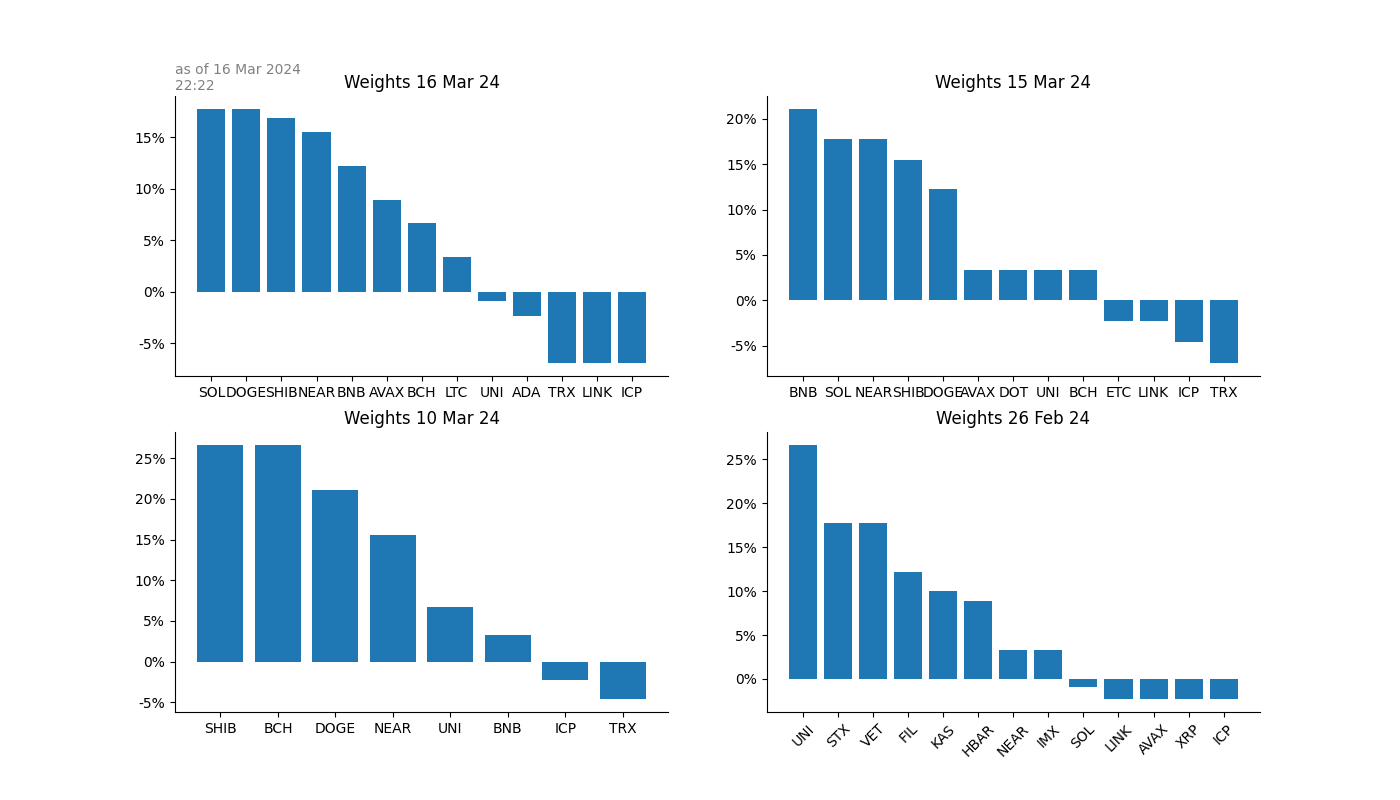 as of 16 Mar 2024
22:22
Weights 16 Mar 24
15%
10%
5%
0%
-5%
SOL DOGE SHIB NEAR BNB AVAX BCH LTC UNI ADA TRX LINK ICP
Weights 15 Mar 24
20%
15%
10%
5%
0%
-5%
BNB SOL NEAR SHIB DOGE AVAX DOT UNI BCH ETC LINK ICP TRX
Weights 10 Mar 24
25%
20%
15%
10%
5%
0%
-5%
SHIB BCH DOGE NEAR UNI BNB ICP TRX
Weights 26 Feb 24
25%
20%
15%
10%
5%
0%
UNI STX VET FIL KAS HBAR NEAR IMX SOL LINK AVAX XRP ICP